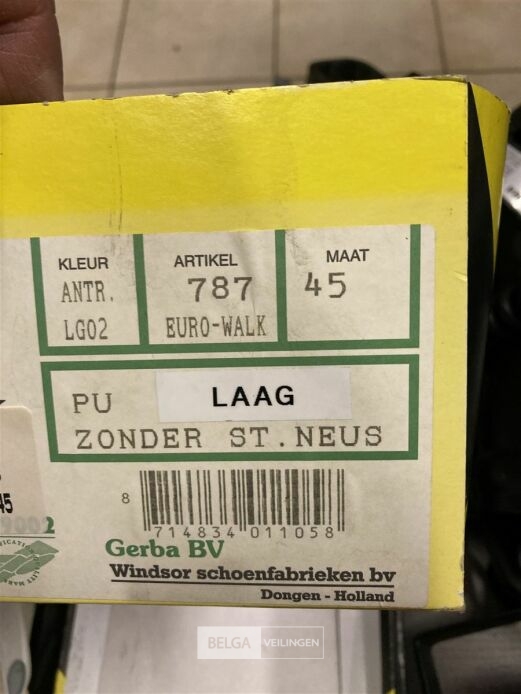 KLEUR ARTIKEL MAAT
ANTR. 787 45
LG02 EURO-WALK
PU LAAG
ZONDER ST.NEUS
45
8 714834 011058
Gerba BV
Windsor schoenfabrieken bv
Dongen - Holland
BELGA VEILINGEN